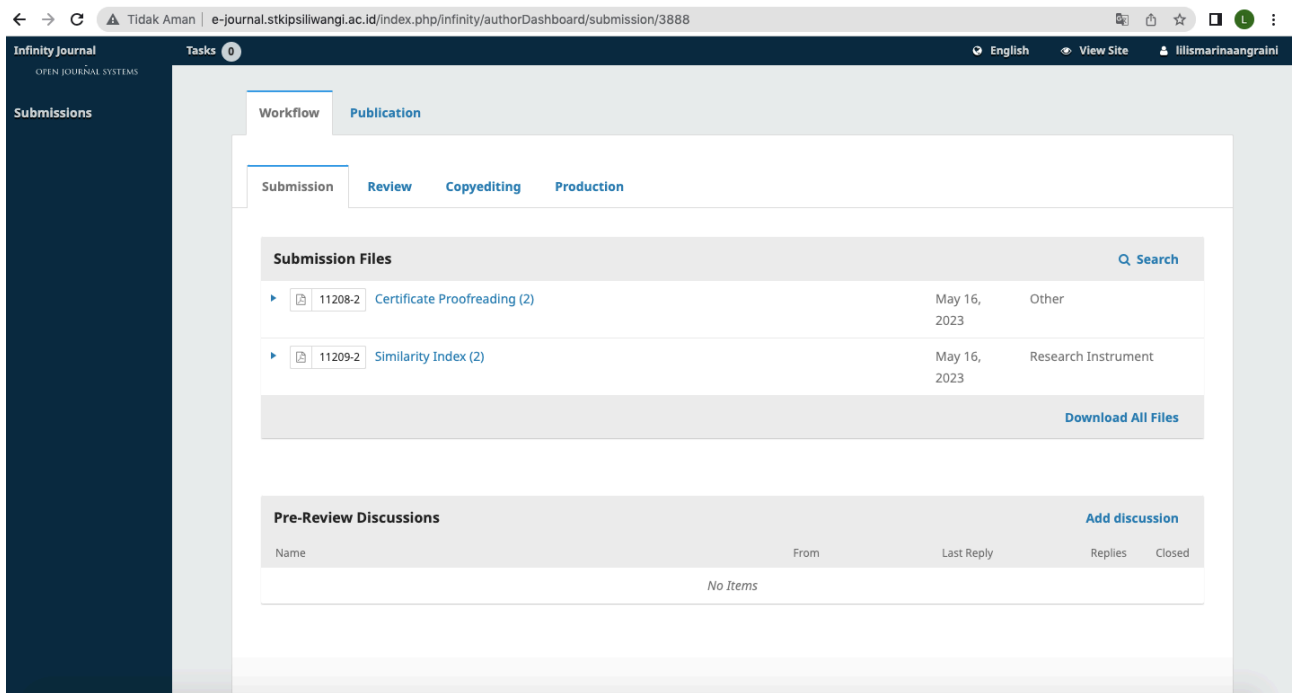 Tidak Aman e-journal.stkipsiliwangi.ac.id/index.php/infinity/authorDashboard/submission/3888 L
Infinity Journal Tasks 0 English View Site lilismarinaangraini
OPEN JOURNAL SYSTEMS
Submissions
Workflow Publication
Submission Review Copyediting Production
Submission Files Search
11208-2 Certificate Proofreading (2) May 16, Other
2023
11209-2 Similarity Index (2) May 16, Research Instrument
2023
Download All Files
Pre-Review Discussions Add discussion
Name From Last Reply Replies Closed
No Items